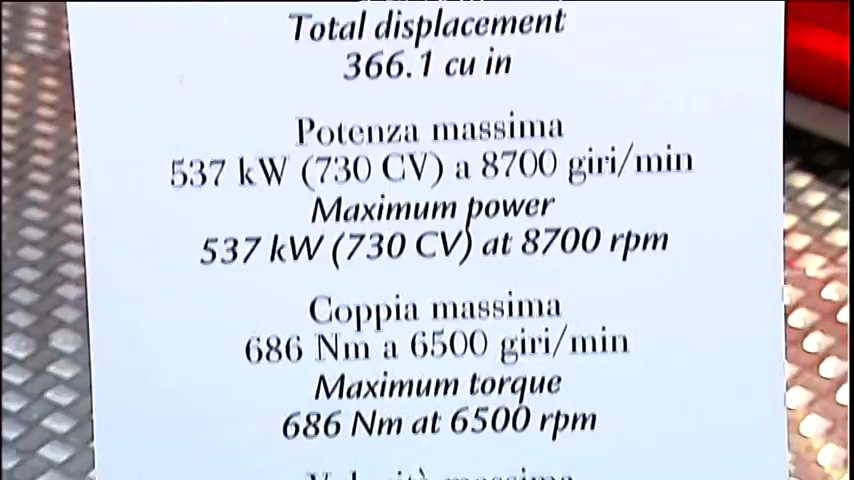 Total displacement
366.1 cu in
Potenza massima
537 kW (730 CV) a 8700 giri/min
Maximum power
537 kW (730 CV) at 8700 rpm
Coppia massima
686 Nm a 6500 giri/min
Maximum torque
686 Nm at 6500 rpm